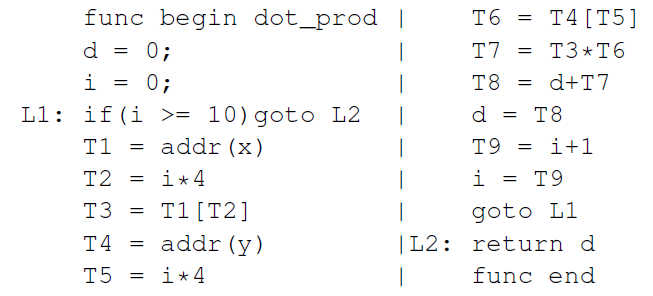 func begin dot_prod | T6 = T4[T5]
d = 0; | T7 = T3*T6
i = 0; | T8 = d+T7
L1: if(i >= 10)goto L2 | d = T8
T1 = addr(x) | T9 = i+1
T2 = i*4 | i = T9
T3 = T1[T2] | goto L1
T4 = addr(y) |L2: return d
T5 = i*4 | func end